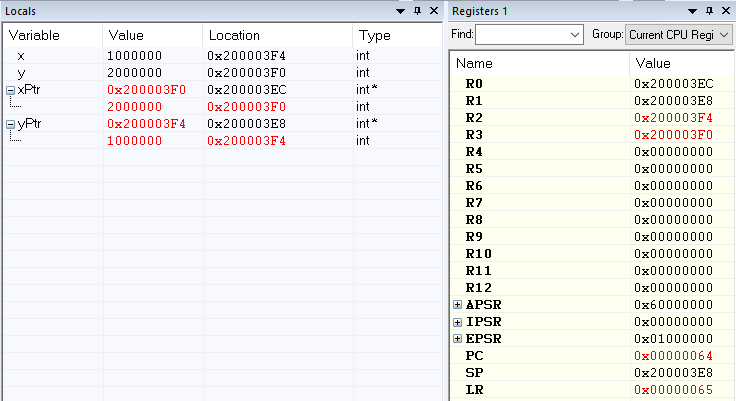 Locals
Variable Value Location Type
x 1000000 0x200003F4 int
y 2000000 0x200003F0 int
xPtr 0x200003F0 0x200003EC int*
2000000 0x200003F0 int
yPtr 0x200003F4 0x200003E8 int*
1000000 0x200003F4 int
Registers 1
Find: Group: Current CPU Regi
Name Value
R0 0x200003EC
R1 0x200003E8
R2 0x200003F4
R3 0x200003F0
R4 0x00000000
R5 0x00000000
R6 0x00000000
R7 0x00000000
R8 0x00000000
R9 0x00000000
R10 0x00000000
R11 0x00000000
R12 0x00000000
APSR 0x60000000
IPSR 0x00000000
EPSR 0x01000000
PC 0x00000064
SP 0x200003E8
LR 0x00000065